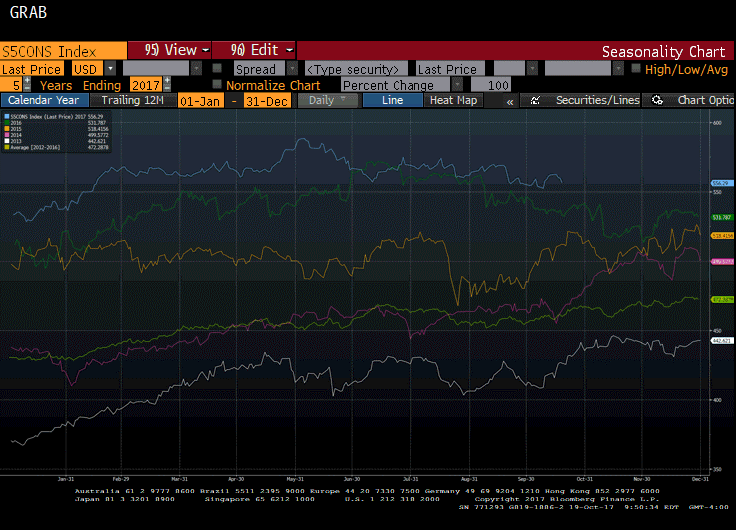 GRAB
S5CONS Index 95) View 96) Edit Seasonality Chart
Last Price USD Spread <Type security> Last Price High/Low/Avg
5 Years Ending 2017 Normalize Chart Percent Change 100
Calendar Year Trailing 12M 01-Jan - 31-Dec Daily Line Heat Map « Securities/Lines Chart Optio
S5CONS Index (Last Price) 2017 556.29
2016 531.787
2015 518.4156
2014 499.5772
2013 442.621
Average [2012-2016] 472.2878
600
550
500
450
400
350
556.29
531.787
518.4156
499.5772
472.2878
442.621
Jan-31 Feb-29 Mar-31 Apr-30 May-31 Jun-30 Jul-31 Aug-31 Sep-30 Oct-31 Nov-30 Dec-31
Australia 61 2 9777 8600 Brazil 5511 2395 9000 Europe 44 20 7330 7500 Germany 49 69 9204 1210 Hong Kong 852 2977 6000
Japan 81 3 3201 8900 Singapore 65 6212 1000 U.S. 1 212 318 2000 Copyright 2017 Bloomberg Finance L.P.
SN 771293 G819-1886-2 19-Oct-17 9:50:34 EDT GMT-4:00